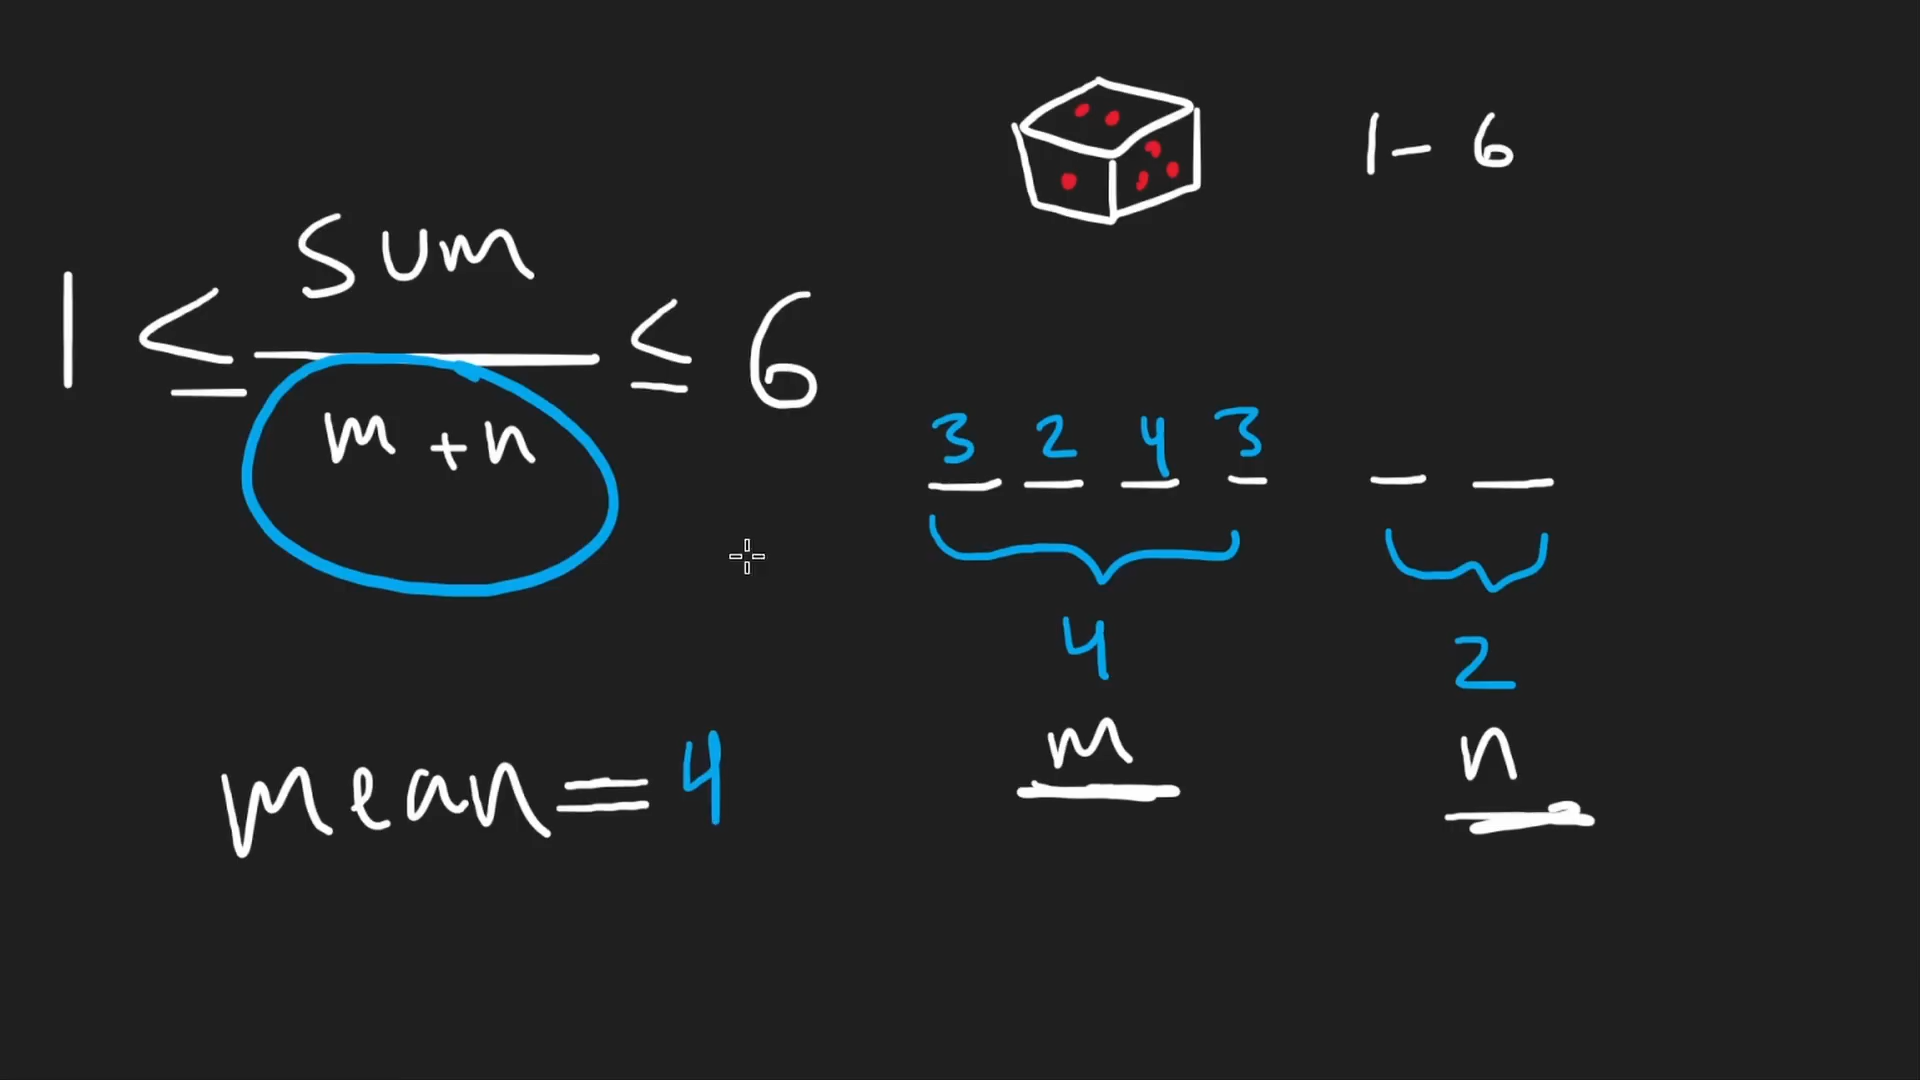 1 - 6
sum
1 ≤ ― ≤ 6
m + n
3 2 4 3 _ _
4 2
m n
mean = 4